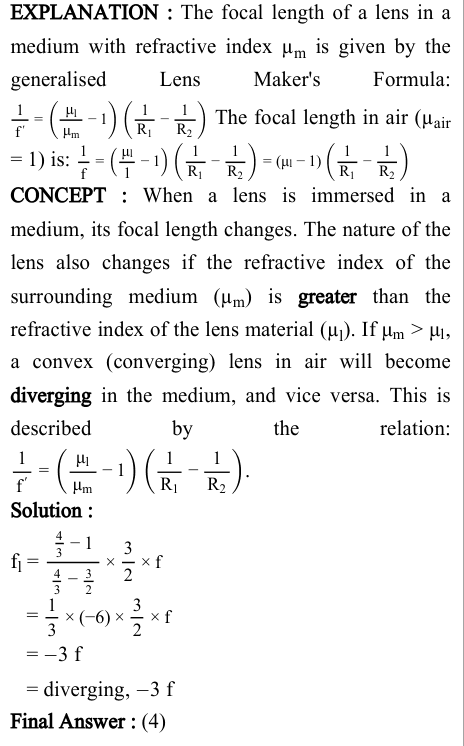 EXPLANATION : The focal length of a lens in a
medium with refractive index μₘ is given by the
generalised Lens Maker's Formula:
1/f′ = (μₗ/μₘ − 1) (1/R₁ − 1/R₂) The focal length in air (μair
= 1) is: 1/f = (μₗ/1 − 1) (1/R₁ − 1/R₂) = (μₗ − 1) (1/R₁ − 1/R₂)
CONCEPT : When a lens is immersed in a
medium, its focal length changes. The nature of the
lens also changes if the refractive index of the
surrounding medium (μₘ) is greater than the
refractive index of the lens material (μₗ). If μₘ > μₗ,
a convex (converging) lens in air will become
diverging in the medium, and vice versa. This is
described by the relation:
1/f′ = (μₗ/μₘ − 1) (1/R₁ − 1/R₂).
Solution :
fₗ = (4/3 − 1)/(4/3 − 3/2) × 3/2 × f
= 1/3 × (−6) × 3/2 × f
= −3 f
= diverging, −3 f
Final Answer : (4)